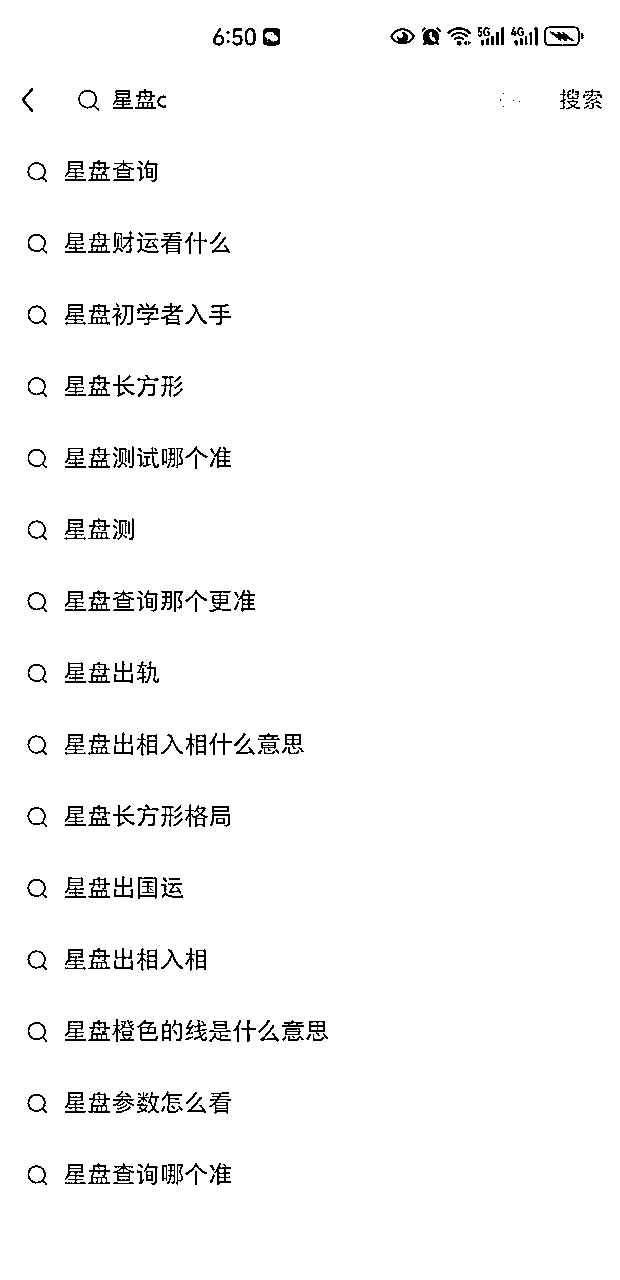 6:50 5G 4G
星盘c 搜索
星盘查询
星盘财运看什么
星盘初学者入手
星盘长方形
星盘测试哪个准
星盘测
星盘查询那个更准
星盘出轨
星盘出相入相什么意思
星盘长方形格局
星盘出国运
星盘出相入相
星盘橙色的线是什么意思
星盘参数怎么看
星盘查询哪个准